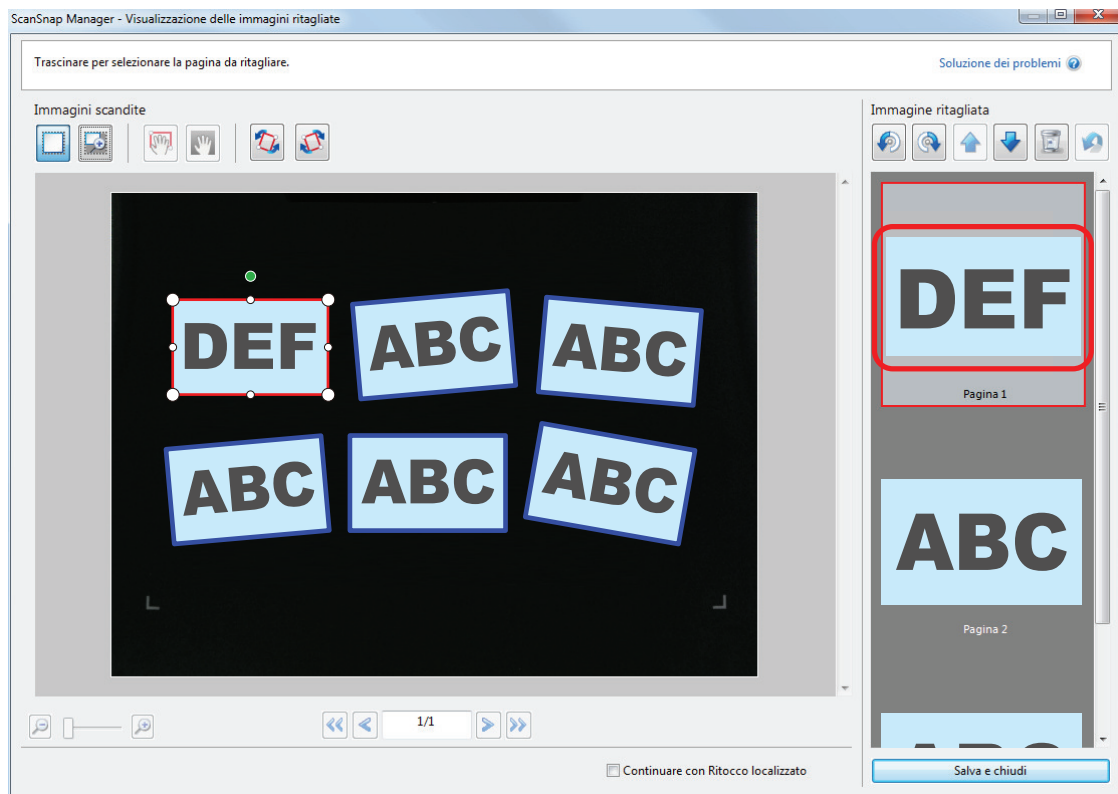 ScanSnap Manager - Visualizzazione delle immagini ritagliate
Trascinare per selezionare la pagina da ritagliare.
Soluzione dei problemi
Immagini scandite
Immagine ritagliata
DEF
ABC
ABC
ABC
ABC
ABC
DEF
Pagina 1
ABC
Pagina 2
ABC
1/1
Continuare con Ritocco localizzato
Salva e chiudi